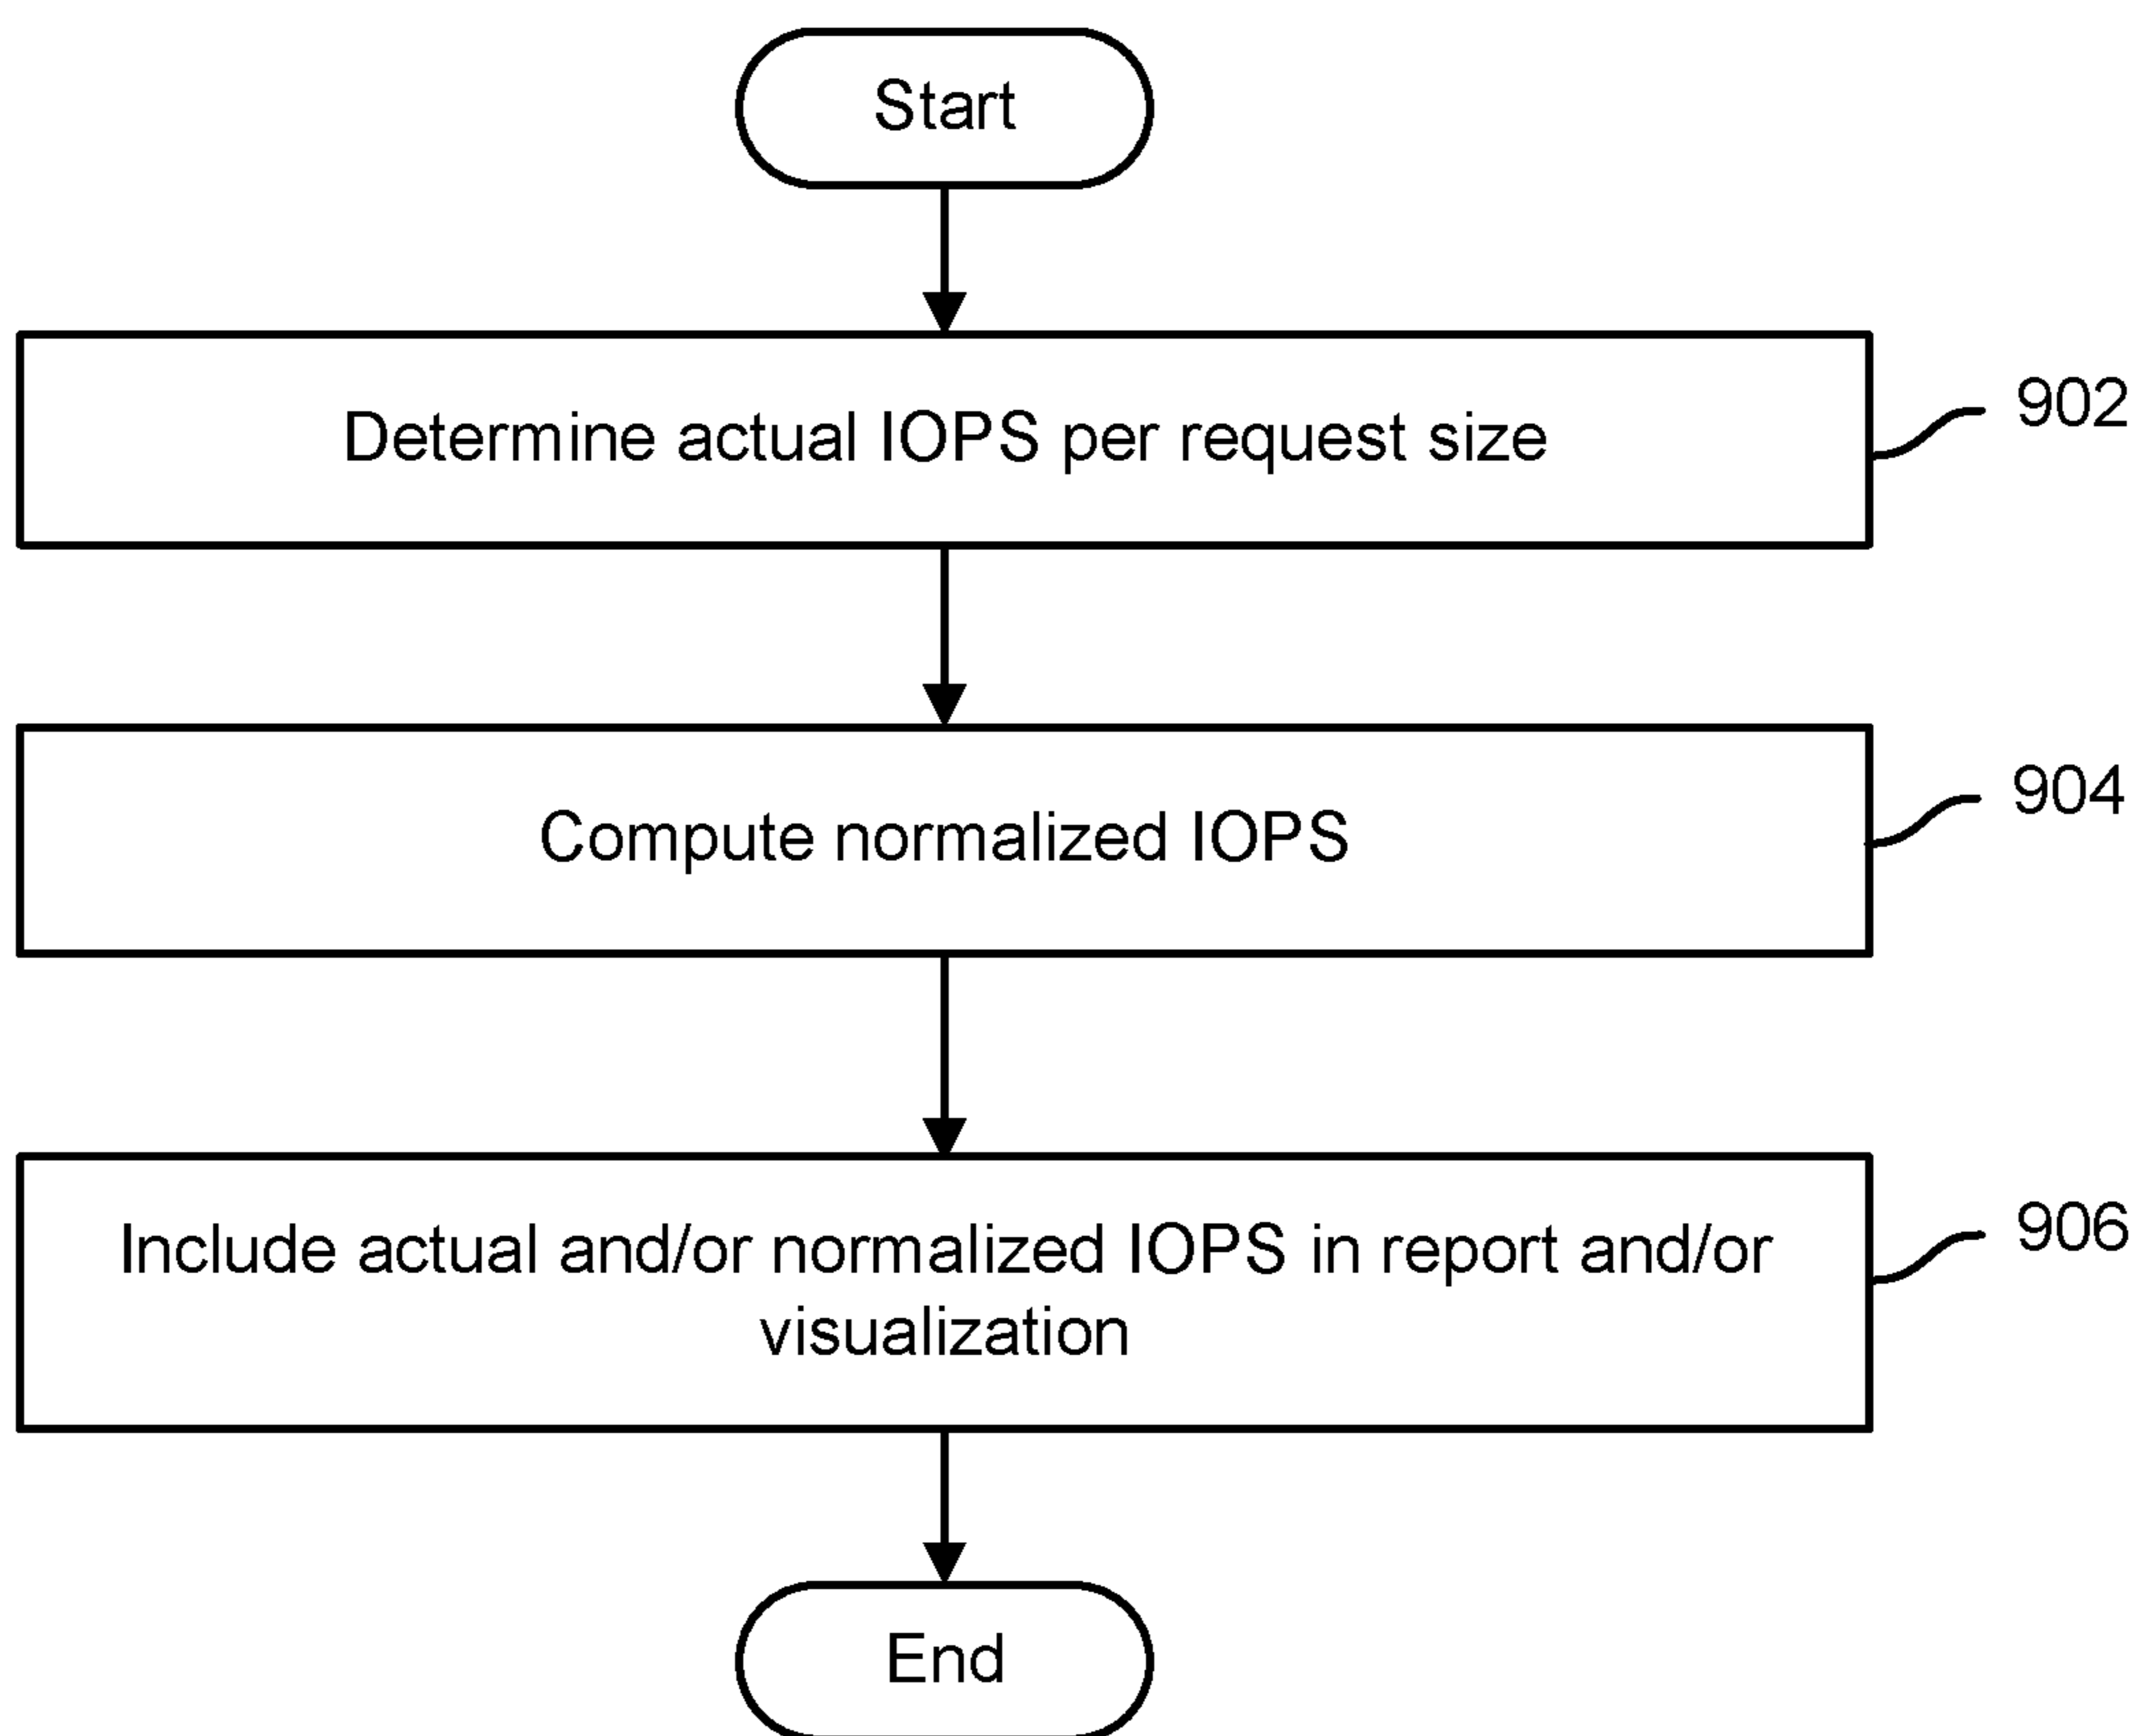 Start
Determine actual IOPS per request size
902
Compute normalized IOPS
904
Include actual and/or normalized IOPS in report and/or
visualization
906
End